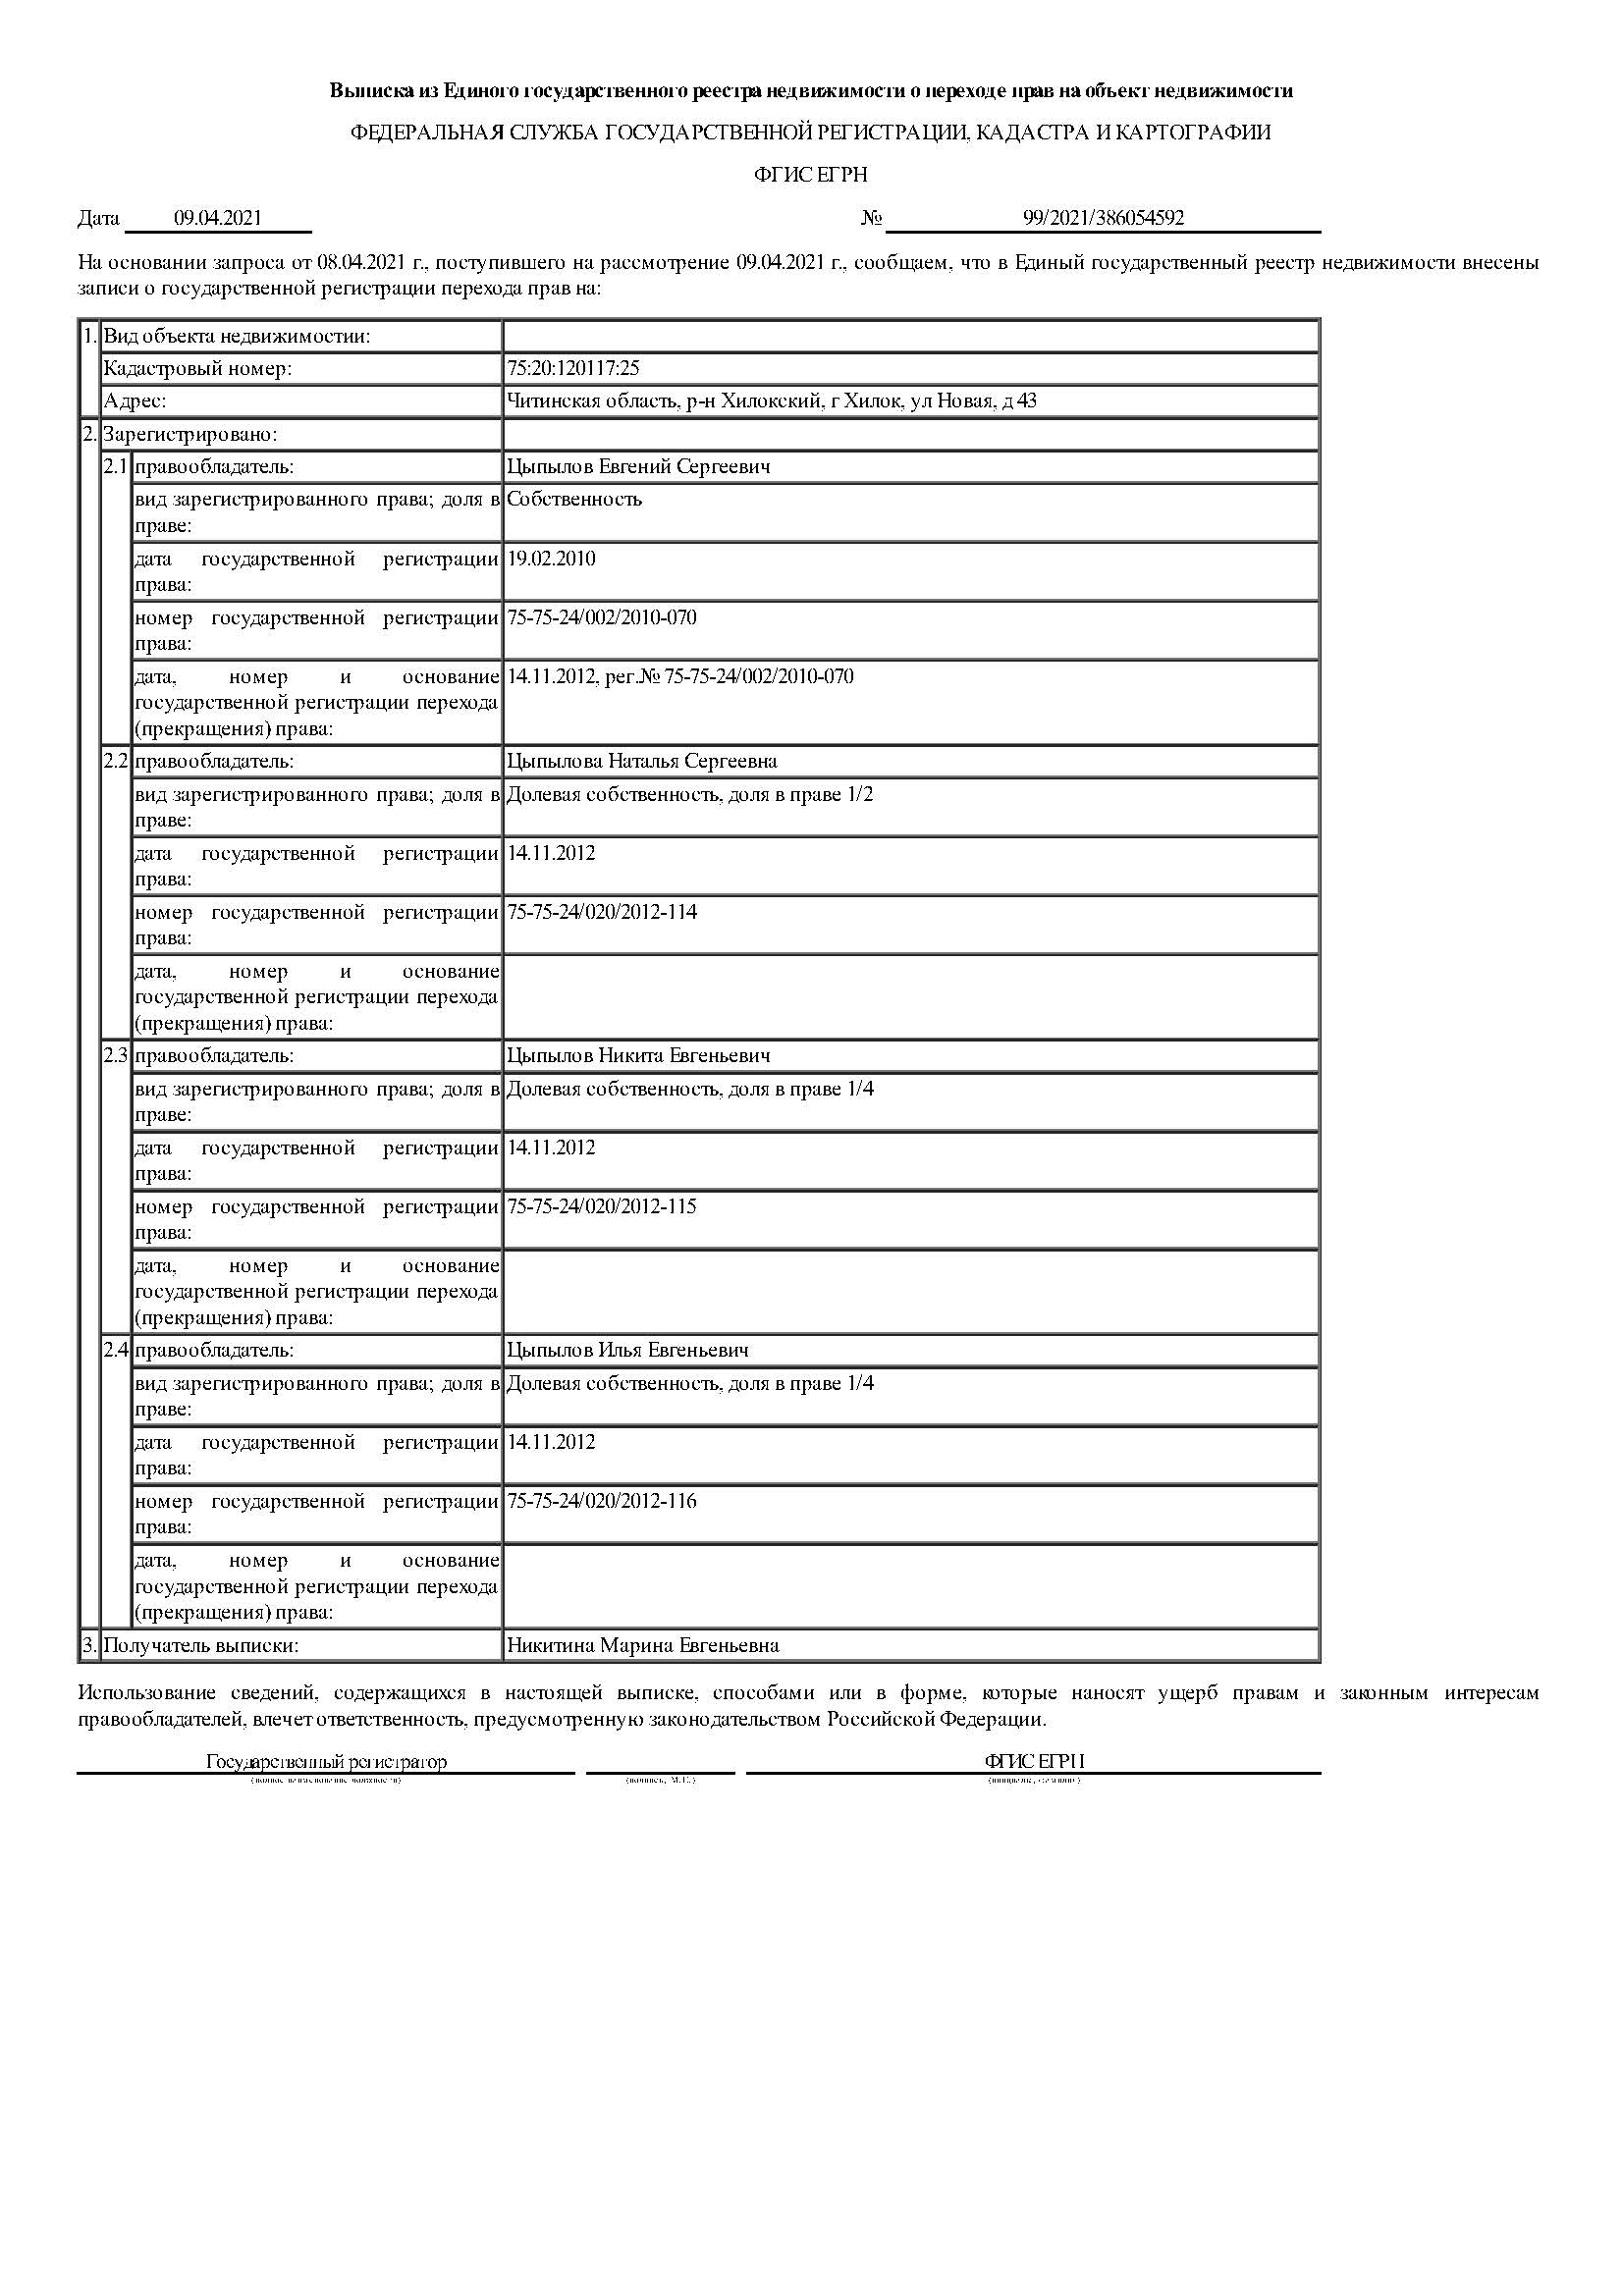 Выписка из Единого государственного реестра недвижимости о переходе прав на объект недвижимости
ФЕДЕРАЛЬНАЯ СЛУЖБА ГОСУДАРСТВЕННОЙ РЕГИСТРАЦИИ, КАДАСТРА И КАРТОГРАФИИ
ФГИС ЕГРН
Дата 09.04.2021 № 99/2021/386054592
На основании запроса от 08.04.2021 г., поступившего на рассмотрение 09.04.2021 г., сообщаем, что в Единый государственный реестр недвижимости внесены
записи о государственной регистрации перехода прав на:
1. Вид объекта недвижимостии:
Кадастровый номер: 75:20:120117:25
Адрес: Читинская область, р-н Хилокский, г Хилок, ул Новая, д 43
2. Зарегистрировано:
2.1 правообладатель: Цыпылов Евгений Сергеевич
вид зарегистрированного права; доля в Собственность
праве:
дата государственной регистрации 19.02.2010
права:
номер государственной регистрации 75-75-24/002/2010-070
права:
дата, номер и основание 14.11.2012, рег.№ 75-75-24/002/2010-070
государственной регистрации перехода
(прекращения) права:
2.2 правообладатель: Цыпылова Наталья Сергеевна
вид зарегистрированного права; доля в Долевая собственность, доля в праве 1/2
праве:
дата государственной регистрации 14.11.2012
права:
номер государственной регистрации 75-75-24/020/2012-114
права:
дата, номер и основание
государственной регистрации перехода
(прекращения) права:
2.3 правообладатель: Цыпылов Никита Евгеньевич
вид зарегистрированного права; доля в Долевая собственность, доля в праве 1/4
праве:
дата государственной регистрации 14.11.2012
права:
номер государственной регистрации 75-75-24/020/2012-115
права:
дата, номер и основание
государственной регистрации перехода
(прекращения) права:
2.4 правообладатель: Цыпылов Илья Евгеньевич
вид зарегистрированного права; доля в Долевая собственность, доля в праве 1/4
праве:
дата государственной регистрации 14.11.2012
права:
номер государственной регистрации 75-75-24/020/2012-116
права:
дата, номер и основание
государственной регистрации перехода
(прекращения) права:
3. Получатель выписки: Никитина Марина Евгеньевна
Использование сведений, содержащихся в настоящей выписке, способами или в форме, которые наносят ущерб правам и законным интересам
правообладателей, влечет ответственность, предусмотренную законодательством Российской Федерации.
Государственный регистратор ФГИС ЕГРН
(полное наименование должности) (подпись, М.П.) (инициалы, фамилия)